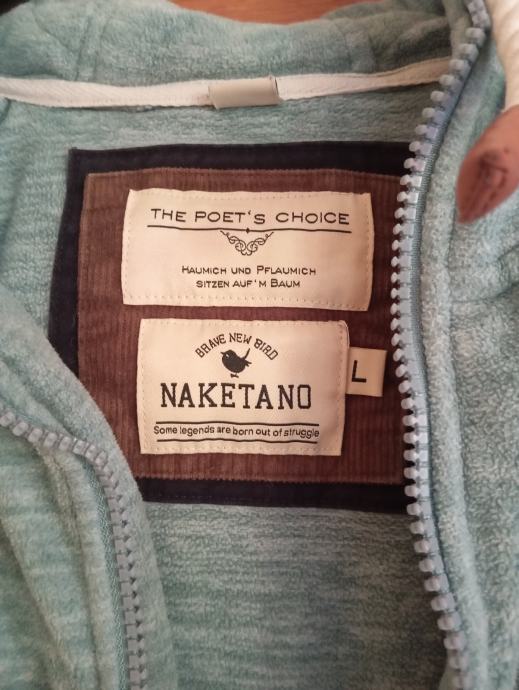 THE POET'S CHOICE
HAUMICH UND PFLAUMICH
SITZEN AUF'M BAUM
BRAVE NEW BIRD
NAKETANO
Some legends are born out of struggle
L